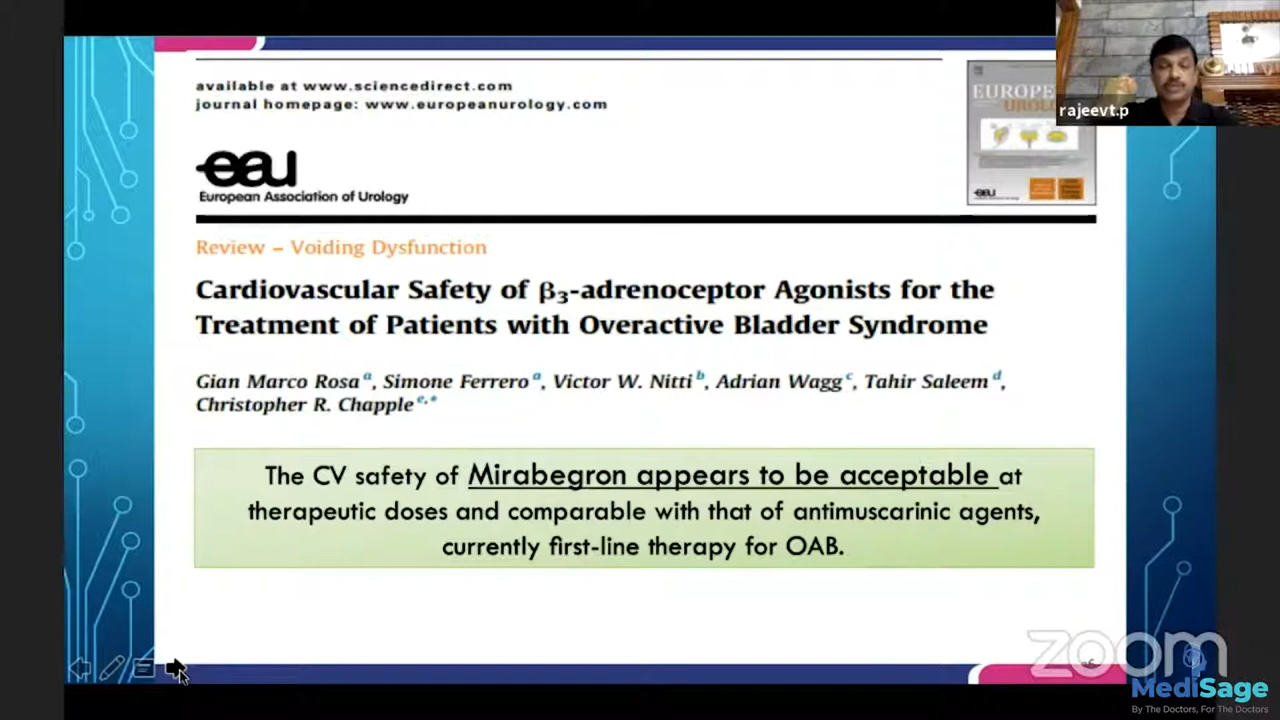 available at www.sciencedirect.com
journal homepage: www.europeanurology.com
EUROPE
UROLO
rajeevt.p
eau
European Association of Urology
eau
Review – Voiding Dysfunction
Cardiovascular Safety of β₃-adrenoceptor Agonists for the
Treatment of Patients with Overactive Bladder Syndrome
Gian Marco Rosa ᵃ, Simone Ferrero ᵃ, Victor W. Nitti ᵇ, Adrian Wagg ᶜ, Tahir Saleem ᵈ,
Christopher R. Chapple ᵉ,*
The CV safety of Mirabegron appears to be acceptable at
therapeutic doses and comparable with that of antimuscarinic agents,
currently first-line therapy for OAB.
zoom
MediSage
By The Doctors, For The Doctors